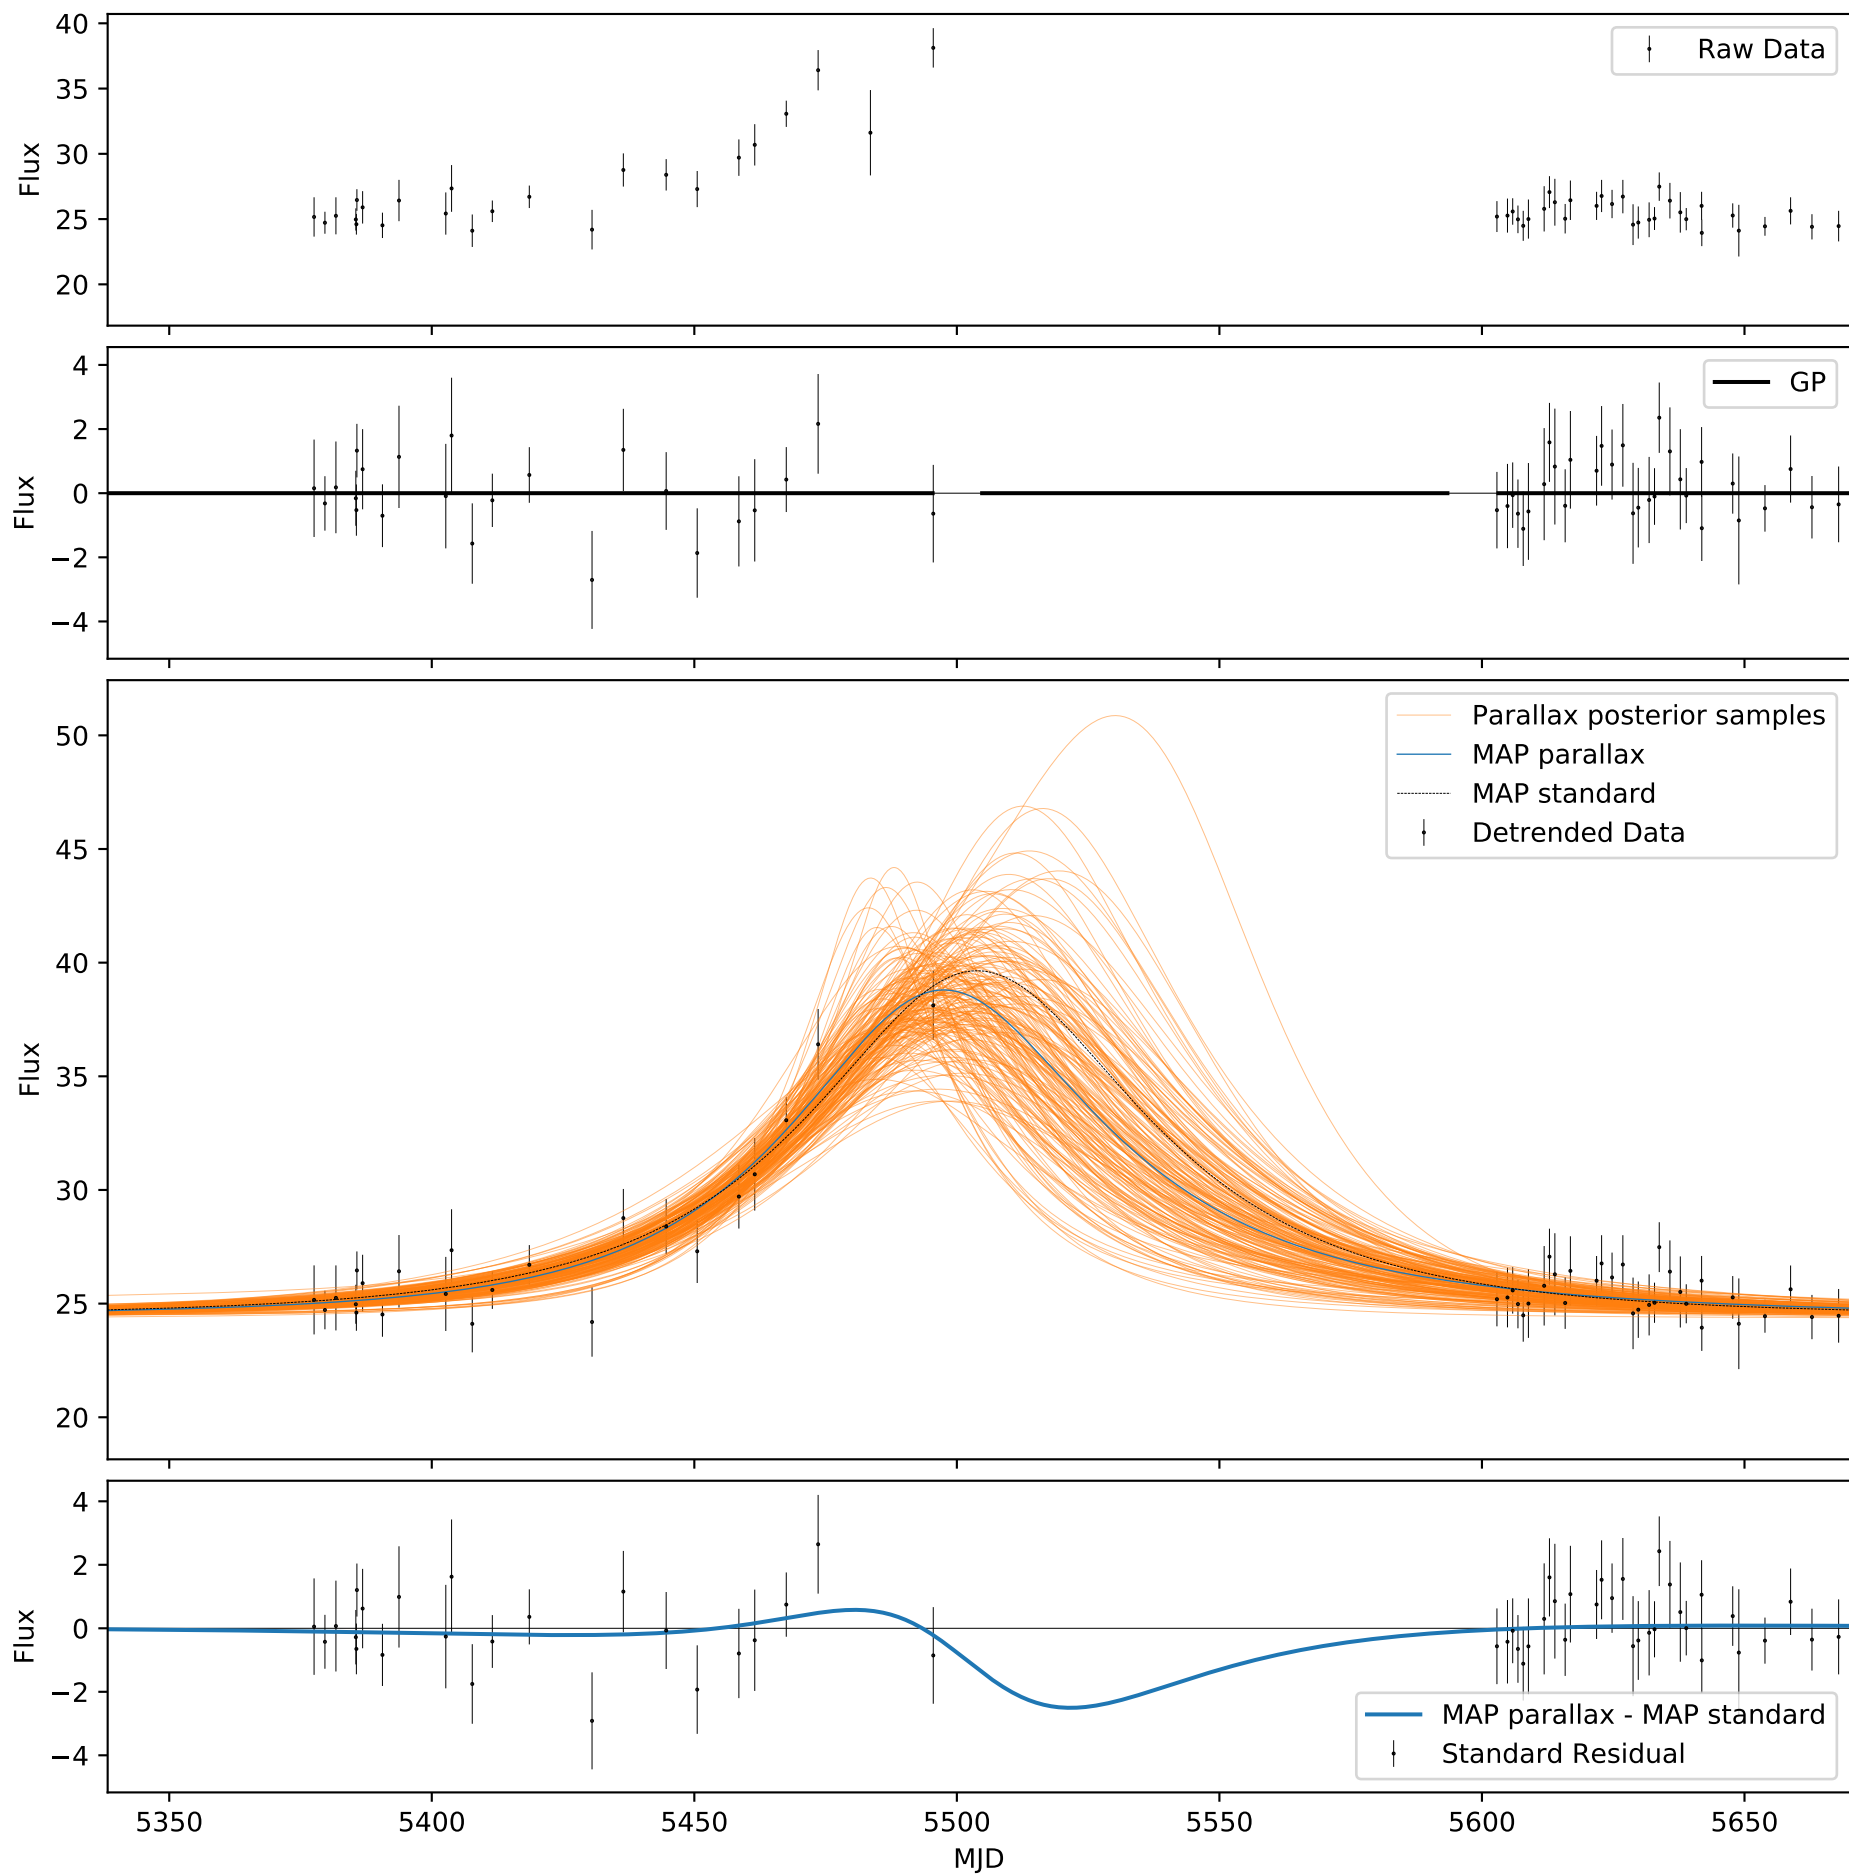 40
35
30
25
20
Flux
Raw Data
4
2
0
−2
−4
Flux
GP
50
45
40
35
30
25
20
Flux
Parallax posterior samples
MAP parallax
MAP standard
Detrended Data
4
2
0
−2
−4
Flux
MAP parallax - MAP standard
Standard Residual
5350 5400 5450 5500 5550 5600 5650
MJD